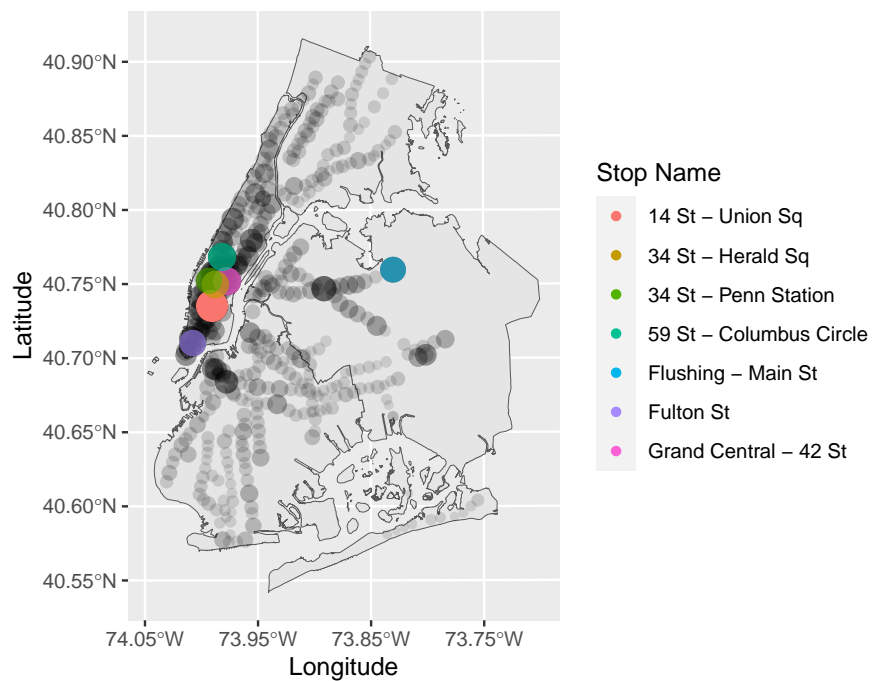 40.90°N
40.85°N
40.80°N
40.75°N
40.70°N
40.65°N
40.60°N
40.55°N
Latitude
74.05°W 73.95°W 73.85°W 73.75°W
Longitude
Stop Name
14 St − Union Sq
34 St − Herald Sq
34 St − Penn Station
59 St − Columbus Circle
Flushing − Main St
Fulton St
Grand Central − 42 St